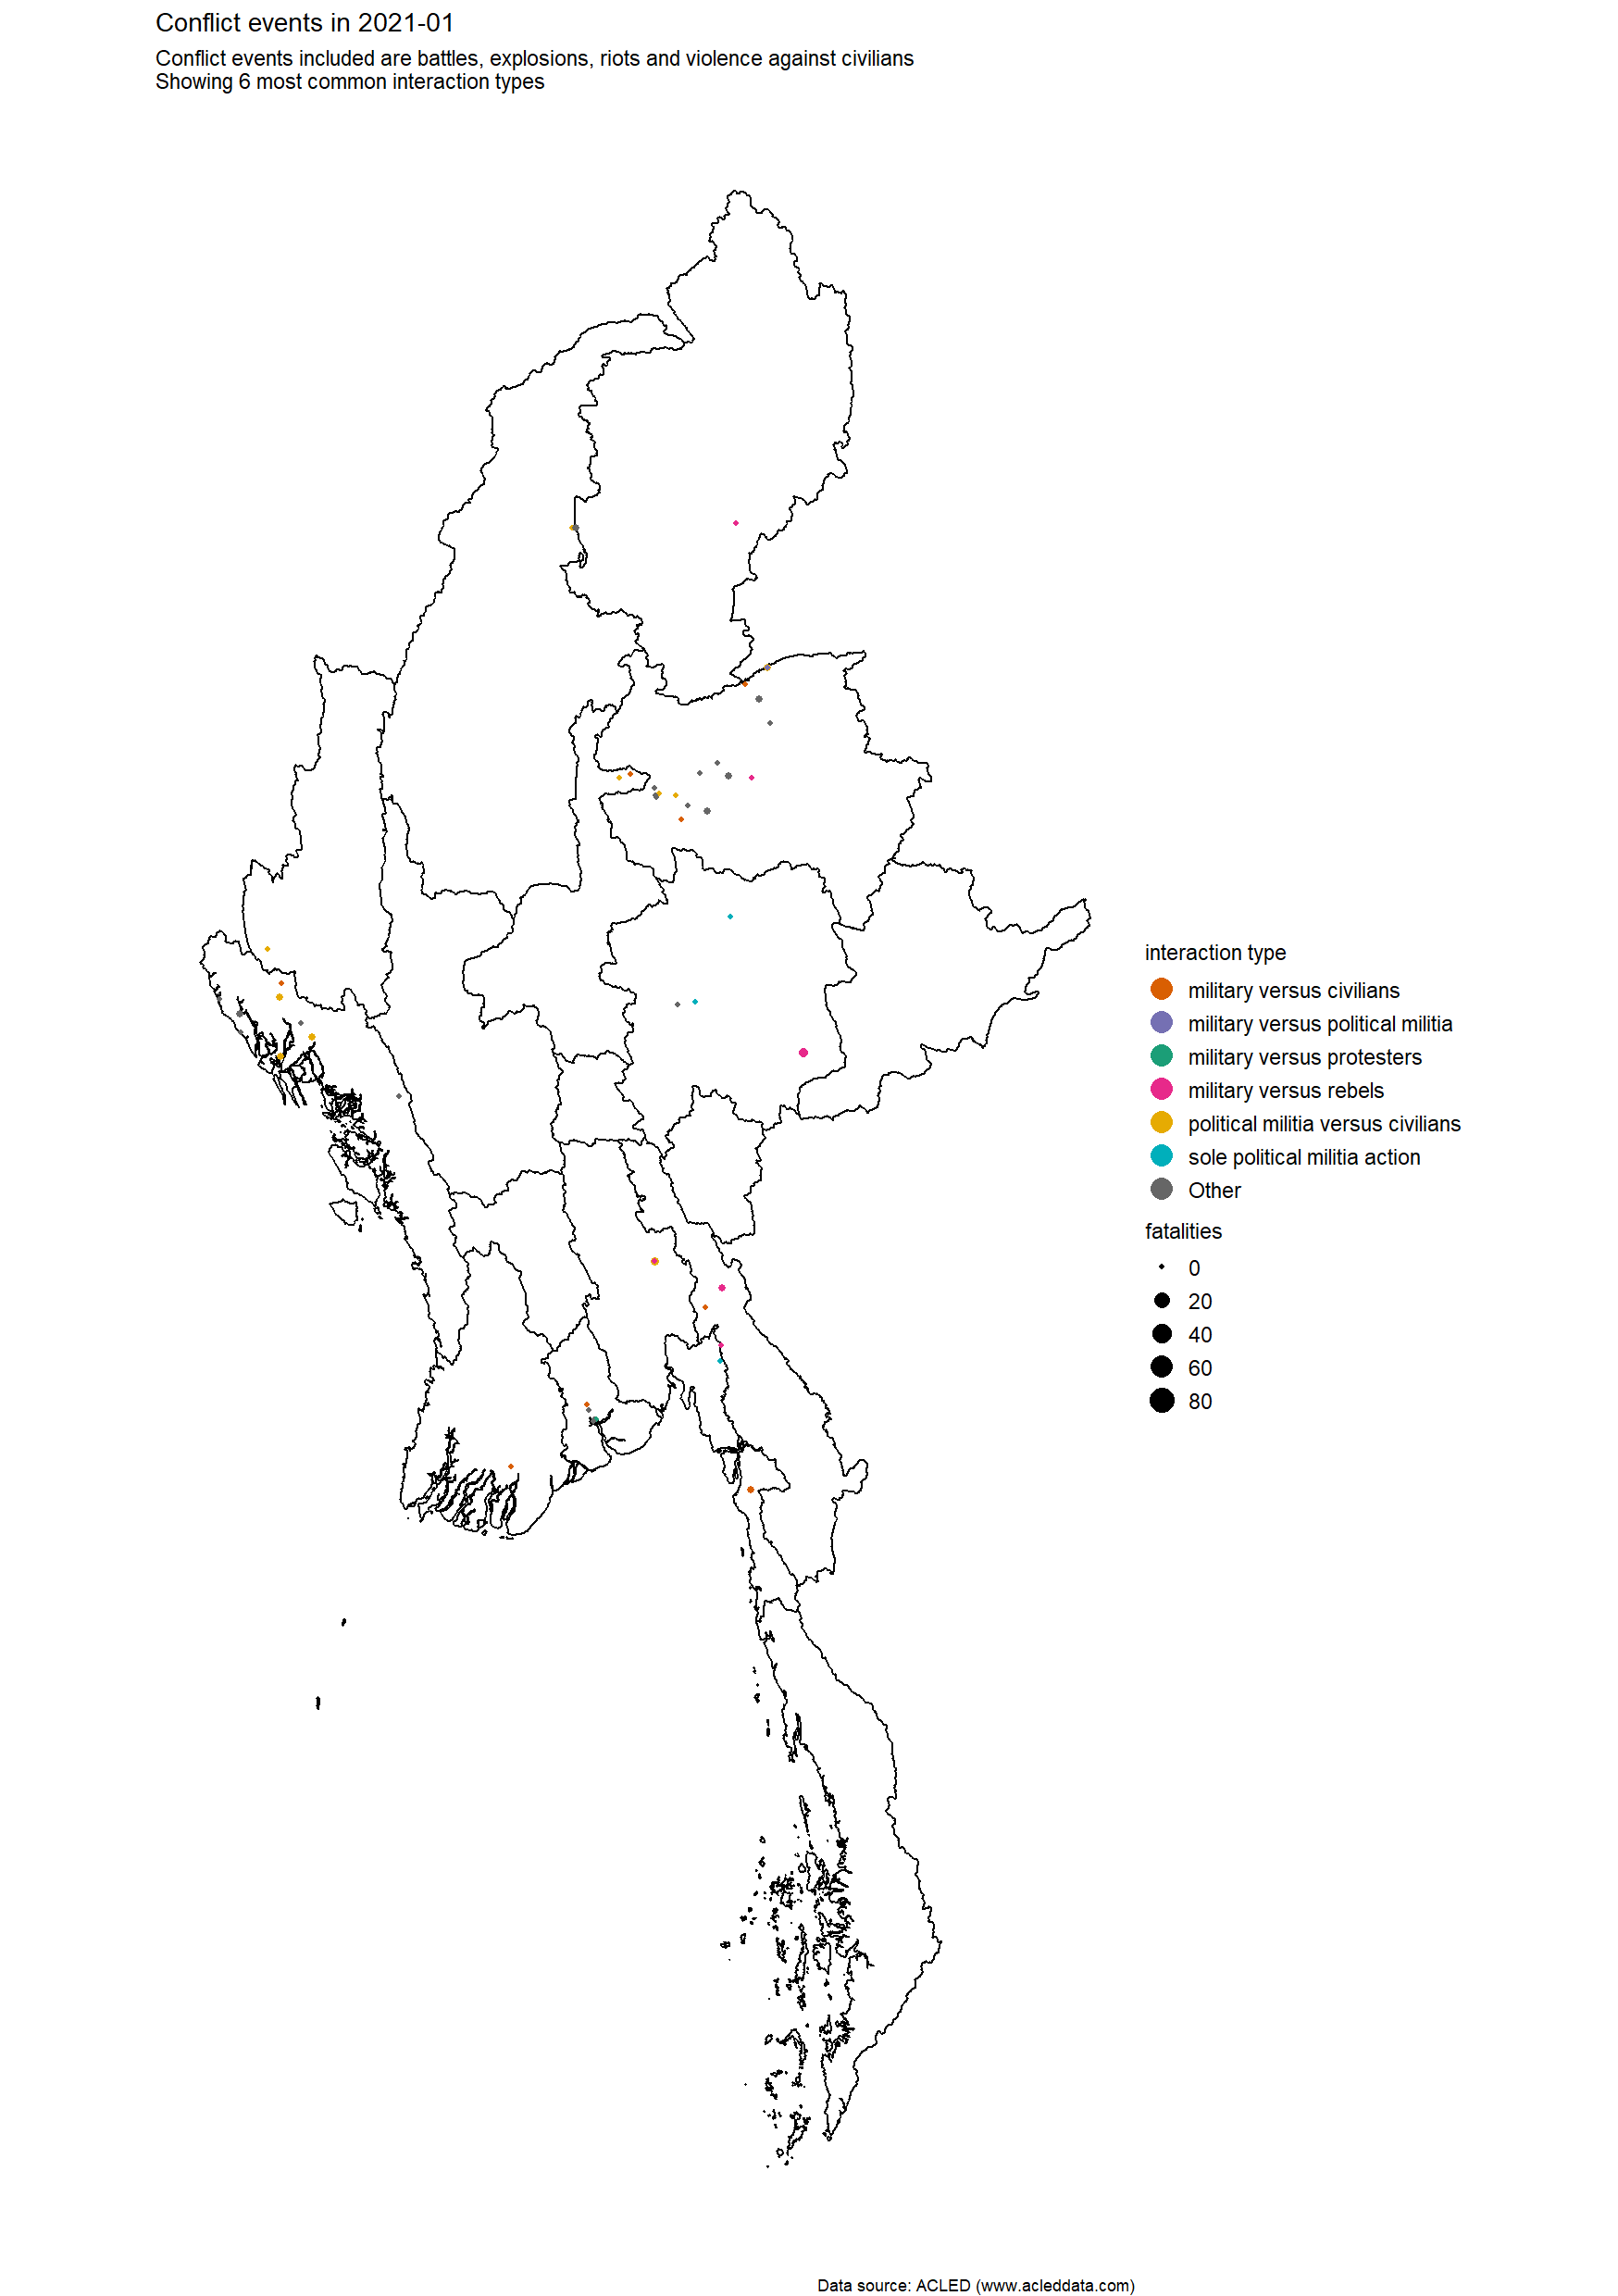 Conflict events in 2021-01
Conflict events included are battles, explosions, riots and violence against civilians
Showing 6 most common interaction types
interaction type
military versus civilians
military versus political militia
military versus protesters
military versus rebels
political militia versus civilians
sole political militia action
Other
fatalities
0
20
40
60
80
Data source: ACLED (www.acleddata.com)